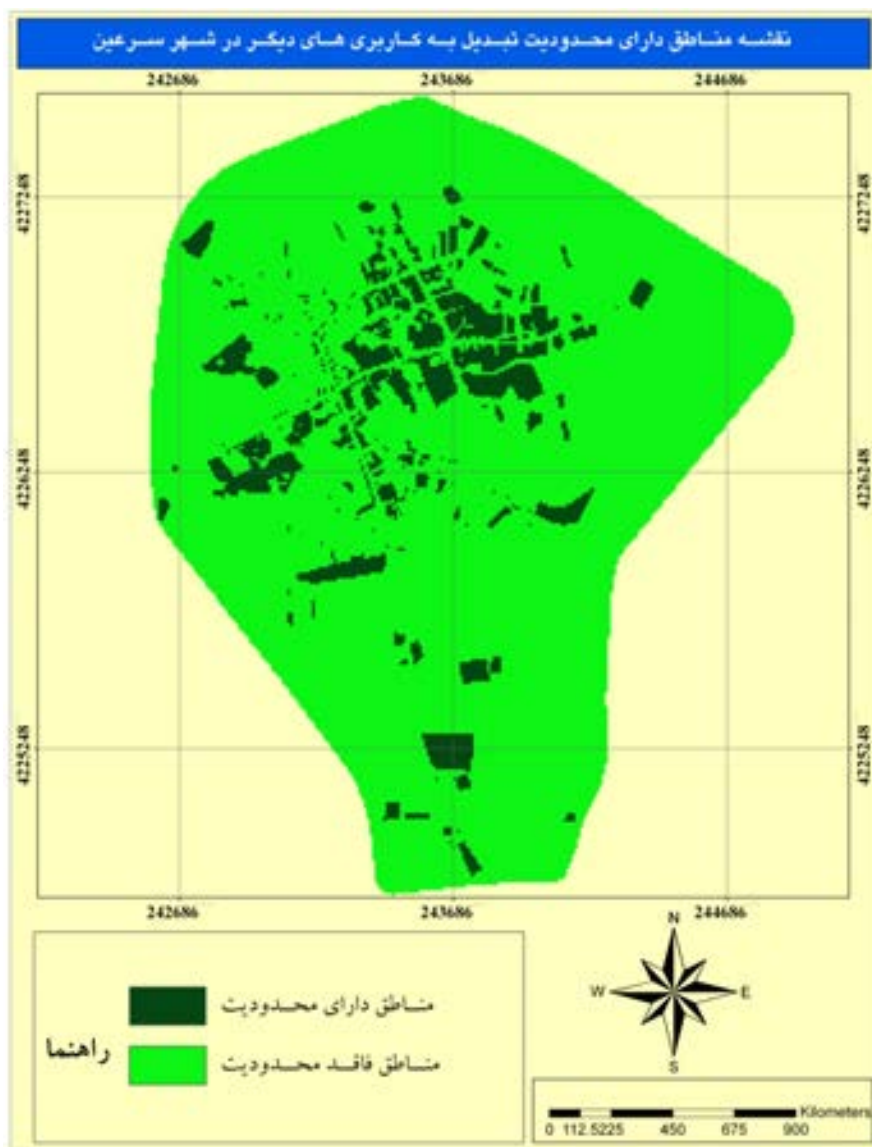 نقشه مناطق دارای محدودیت تبدیل به کاربری های دیگر در شهر سرعین
242686 243686 244686
4227248 4227248
4226248 4226248
4225248 4225248
242686 243686 244686
راهنما
مناطق دارای محدودیت
مناطق فاقد محدودیت
N
W E
S
Kilometers
0 112.5225 450 675 900